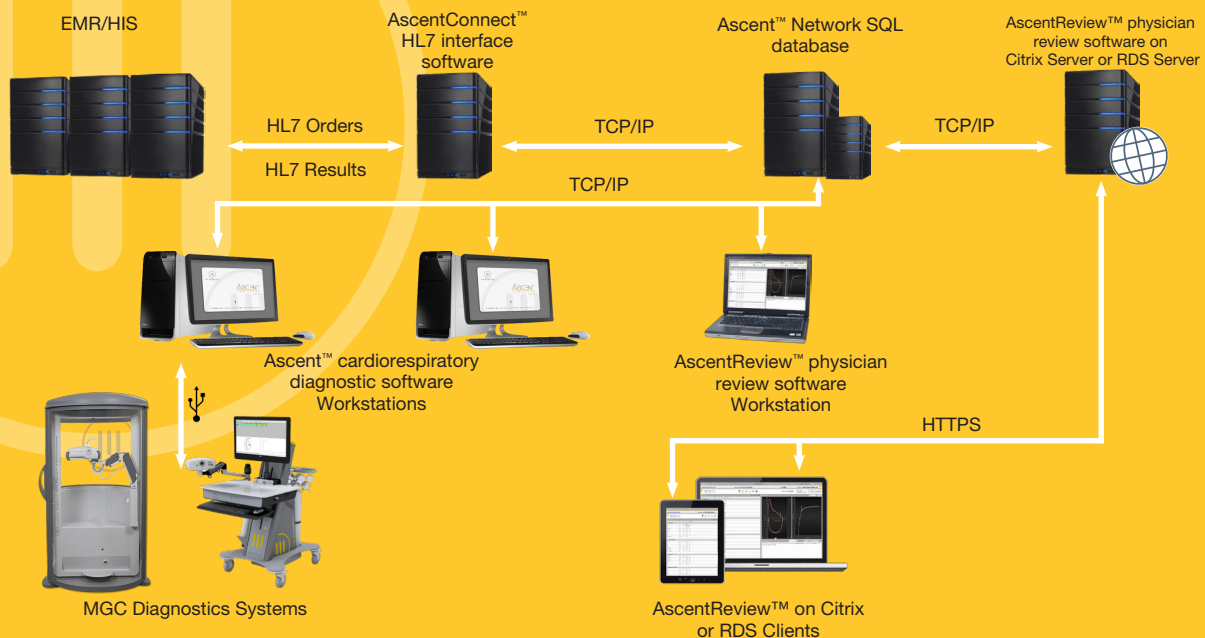 EMR/HIS
AscentConnect™
HL7 interface
software
Ascent™ Network SQL
database
AscentReview™ physician
review software on
Citrix Server or RDS Server
HL7 Orders
HL7 Results
TCP/IP
TCP/IP
TCP/IP
Ascent™ cardiorespiratory
diagnostic software
Workstations
AscentReview™ physician
review software
Workstation
HTTPS
MGC Diagnostics Systems
AscentReview™ on Citrix
or RDS Clients